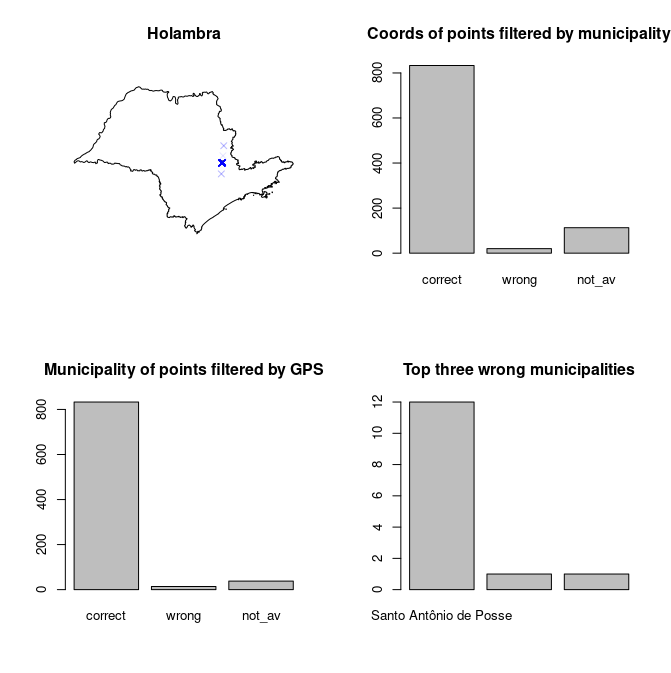 Holambra
Coords of points filtered by municipality
0 200 400 600 800
correct wrong not_av
Municipality of points filtered by GPS
0 200 400 600 800
correct wrong not_av
Top three wrong municipalities
0 2 4 6 8 10 12
Santo Antônio de Posse